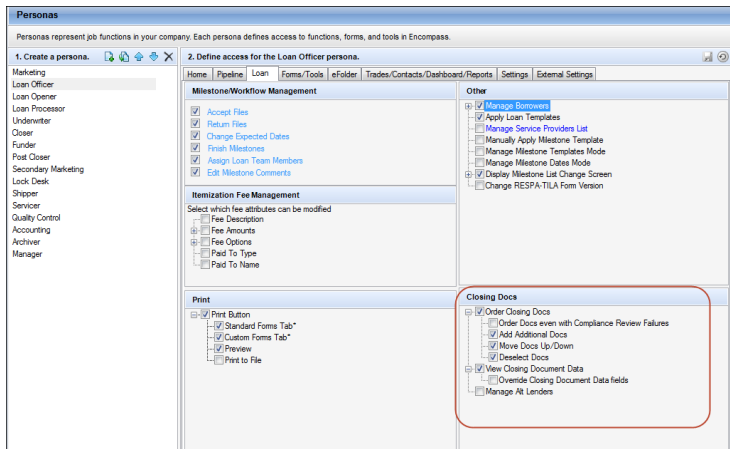 Personas
Personas represent job functions in your company. Each persona defines access to functions, forms, and tools in Encompass.
1. Create a persona.
Marketing
Loan Officer
Loan Opener
Loan Processor
Underwriter
Closer
Funder
Post Closer
Secondary Marketing
Lock Desk
Shipper
Servicer
Quality Control
Accounting
Archiver
Manager
2. Define access for the Loan Officer persona.
Home Pipeline Loan Forms/Tools eFolder Trades/Contacts/Dashboard/Reports Settings External Settings
Milestone/Workflow Management
Accept Files
Return Files
Change Expected Dates
Finish Milestones
Assign Loan Team Members
Edit Milestone Comments
Itemization Fee Management
Select which fee attributes can be modified
Fee Description
Fee Amounts
Fee Options
Paid To Type
Paid To Name
Print
Print Button
Standard Forms Tab*
Custom Forms Tab*
Preview
Print to File
Other
Manage Borrowers
Apply Loan Templates
Manage Service Providers List
Manually Apply Milestone Template
Manage Milestone Templates Mode
Manage Milestone Dates Mode
Display Milestone List Change Screen
Change RESPA-TILA Form Version
Closing Docs
Order Closing Docs
Order Docs even with Compliance Review Failures
Add Additional Docs
Move Docs Up/Down
Deselect Docs
View Closing Document Data
Override Closing Document Data fields
Manage Alt Lenders